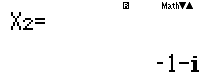 R Math▼▲
X2=
-1-i